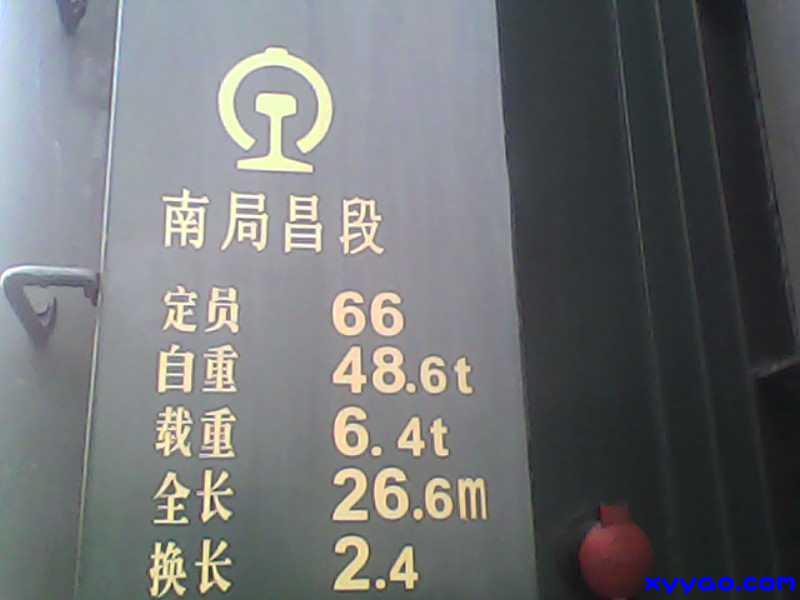 南局昌段
定员 66
自重 48.6t
载重 6.4t
全长 26.6m
换长 2.4
xyyao.com